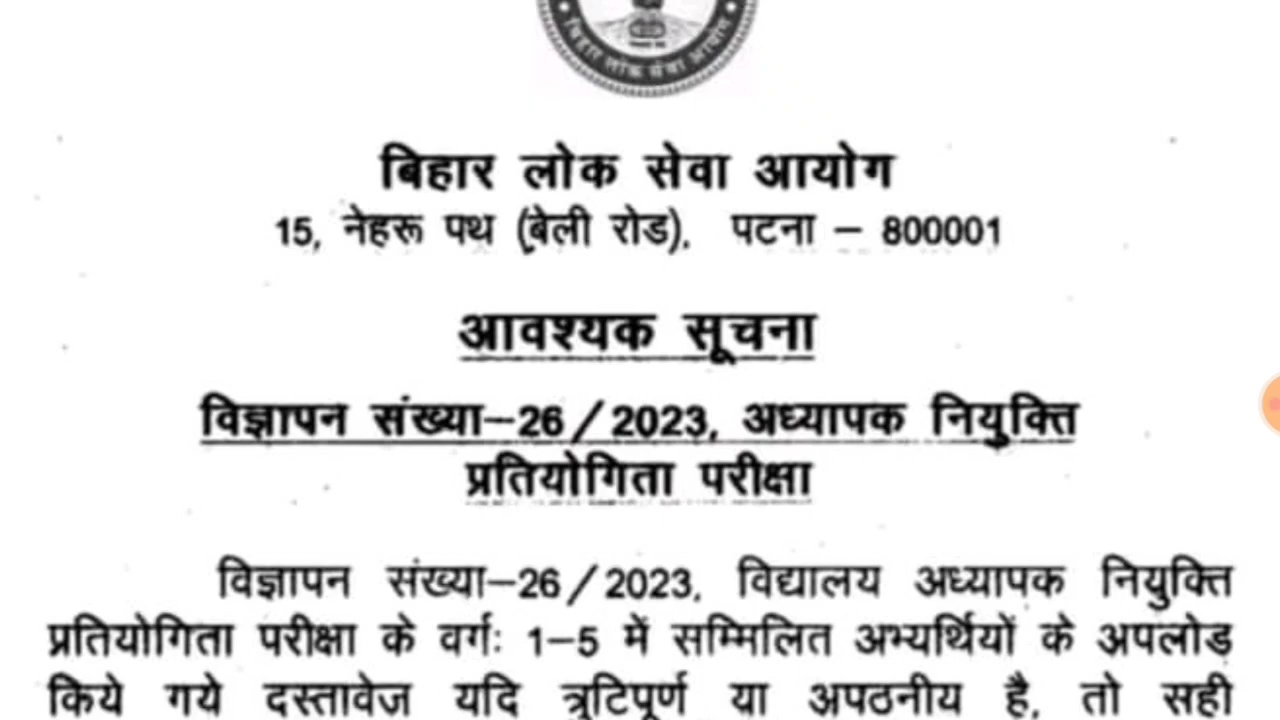 बिहार लोक सेवा आयोग
बिहार लोक सेवा आयोग
15, नेहरू पथ (बेली रोड), पटना – 800001
आवश्यक सूचना
विज्ञापन संख्या–26/2023, अध्यापक नियुक्ति
प्रतियोगिता परीक्षा
विज्ञापन संख्या–26/2023, विद्यालय अध्यापक नियुक्ति
प्रतियोगिता परीक्षा के वर्गः 1–5 में सम्मिलित अभ्यर्थियों के अपलोड
किये गये दस्तावेज यदि त्रुटिपूर्ण या अपठनीय है, तो सही